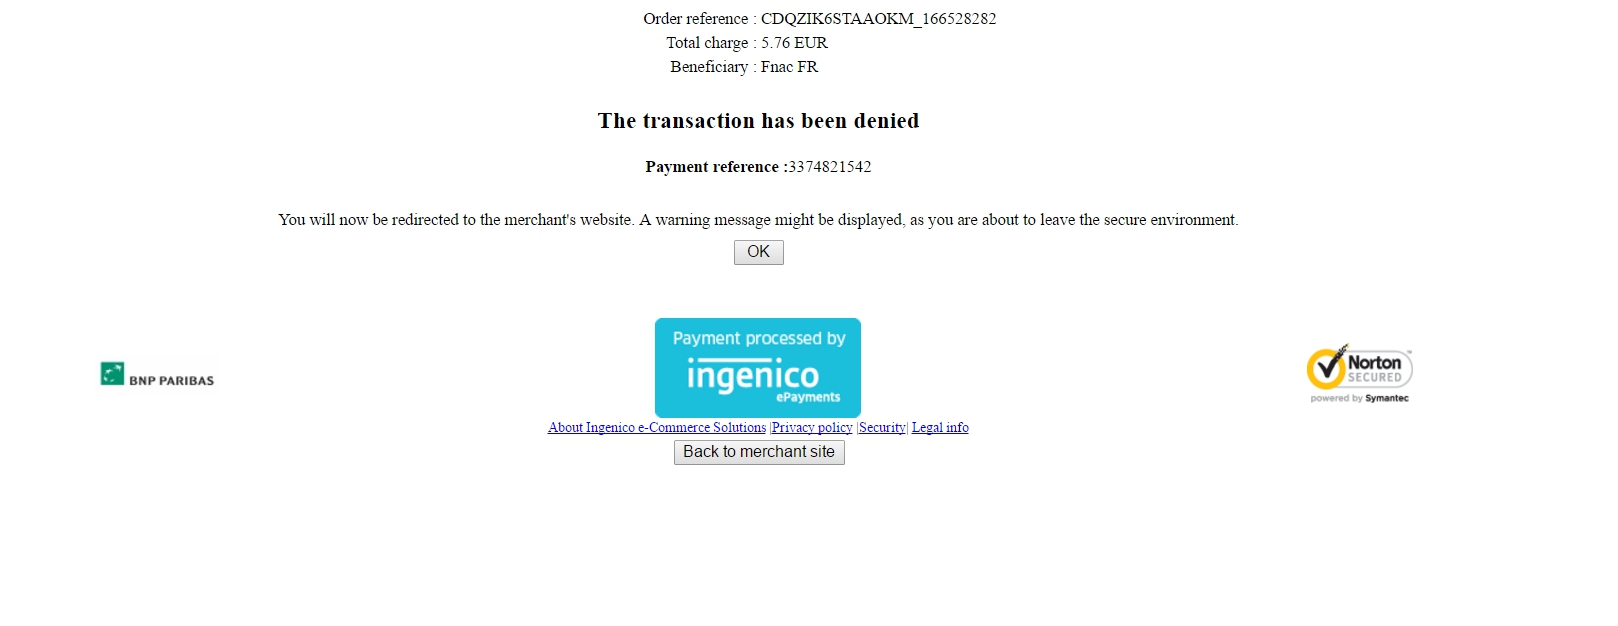 Order reference : CDQZIK6STAAOKM_166528282
Total charge : 5.76 EUR
Beneficiary : Fnac FR
The transaction has been denied
Payment reference :3374821542
You will now be redirected to the merchant's website. A warning message might be displayed, as you are about to leave the secure environment.
OK
BNP PARIBAS
Payment processed by
ingenico
ePayments
Norton
SECURED
powered by Symantec
About Ingenico e-Commerce Solutions |Privacy policy |Security| Legal info
Back to merchant site